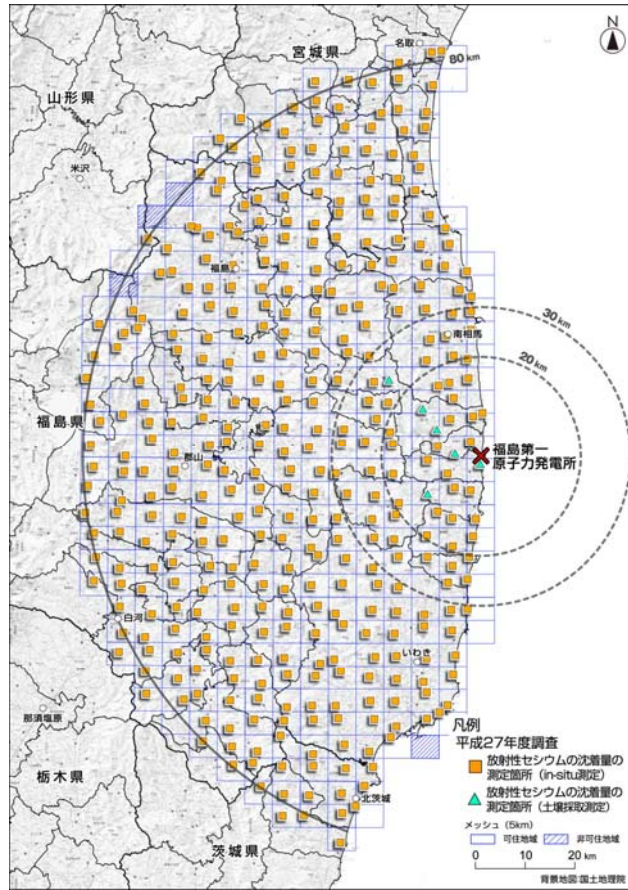 N
名取
宮城県
80 km
山形県
米沢
福島
30 km
南相馬
20 km
福島県
福島第一
原子力発電所
郡山
白河
いわき
那須塩原
凡例
平成27年度調査
放射性セシウムの沈着量の
測定箇所（in-situ測定）
栃木県
放射性セシウムの沈着量の
測定箇所（土壌採取測定）
北茨城
メッシュ（5km）
可住地域
非可住地域
茨城県
0 10 20 km
背景地図:国土地理院